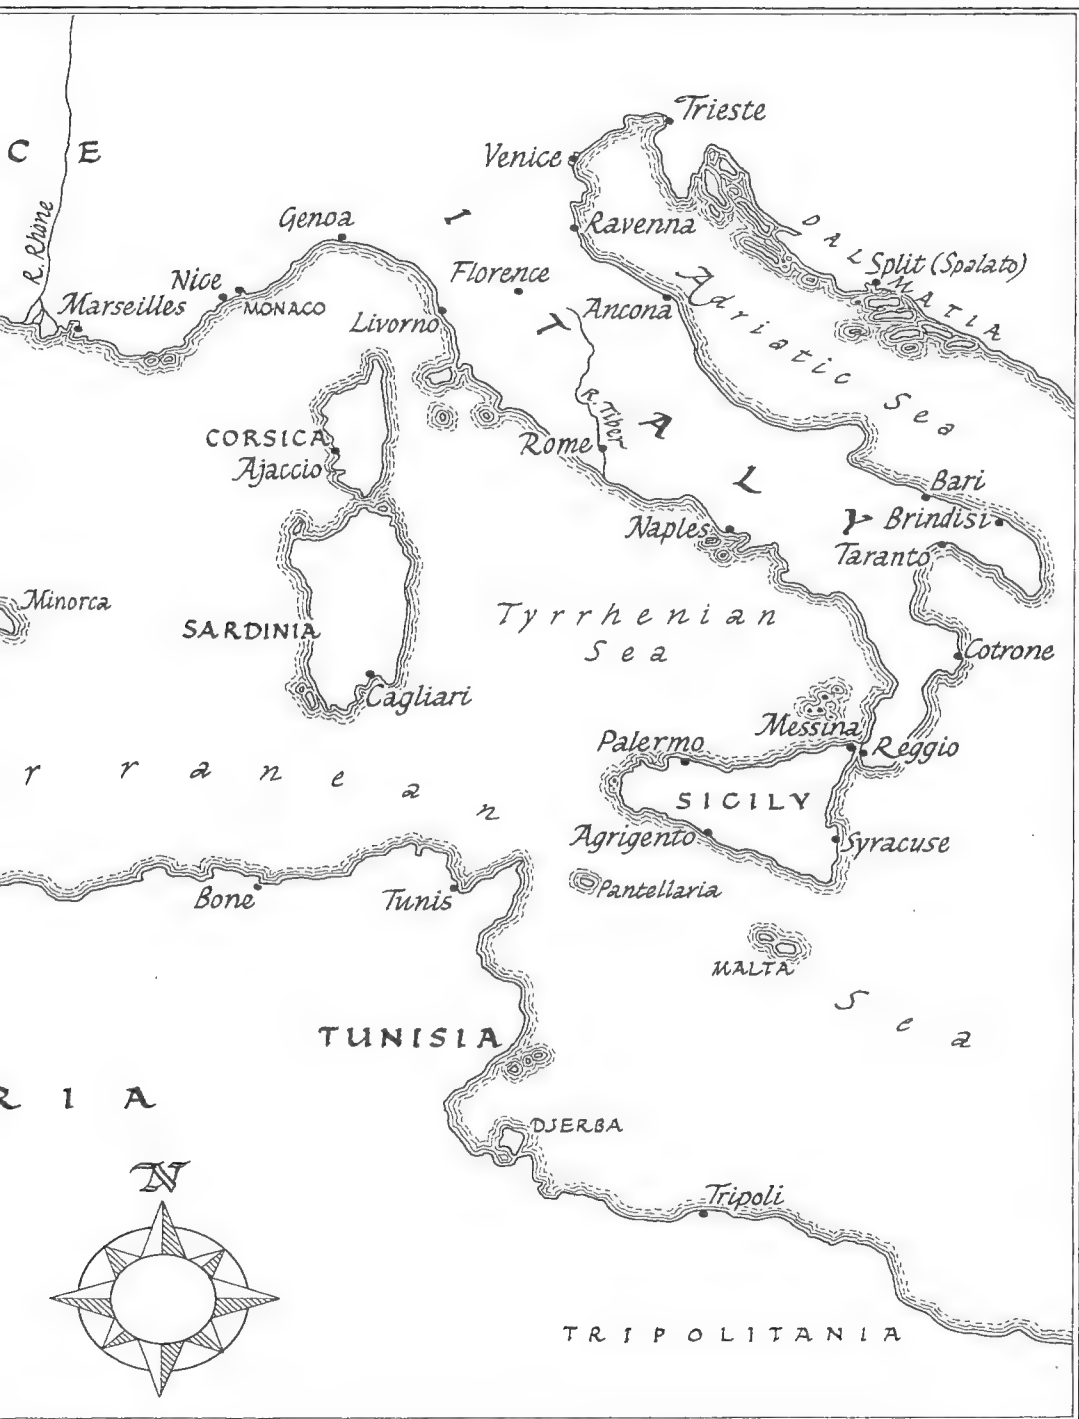 Trieste
C E
Venice
R. Rhone
Genoa
I
Ravenna
DALMATIA
Nice
Florence
Split (Spalato)
MONACO
Marseilles
Ancona
Adriatic Sea
Livorno
T
R. Tiber
CORSICA
A
Rome
Ajaccio
L
Bari
Naples
Y
Brindisi
Taranto
Minorca
Tyrrhenian
Sea
SARDINIA
Cotrone
Cagliari
Messina
Palermo
Reggio
r r a n e a n
SICILY
Agrigento
Syracuse
Bone
Tunis
Pantellaria
MALTA
Sea
TUNISIA
R I A
DJERBA
N
Tripoli
TRIPOLITANIA